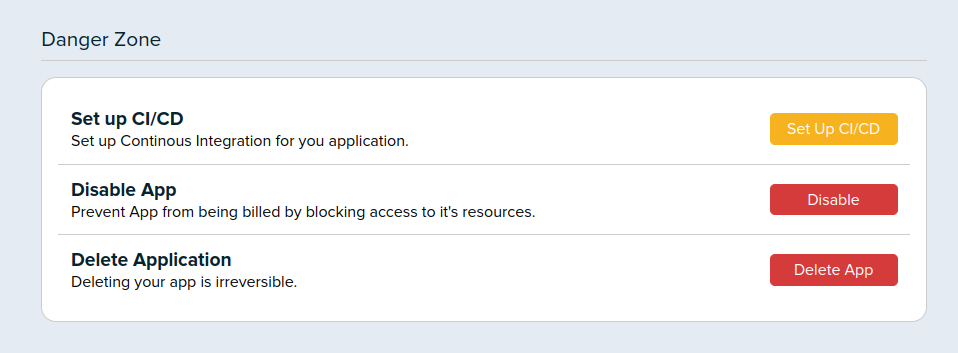 Danger Zone
Set up CI/CD
Set up Continous Integration for you application.
Set Up CI/CD
Disable App
Prevent App from being billed by blocking access to it's resources.
Disable
Delete Application
Deleting your app is irreversible.
Delete App